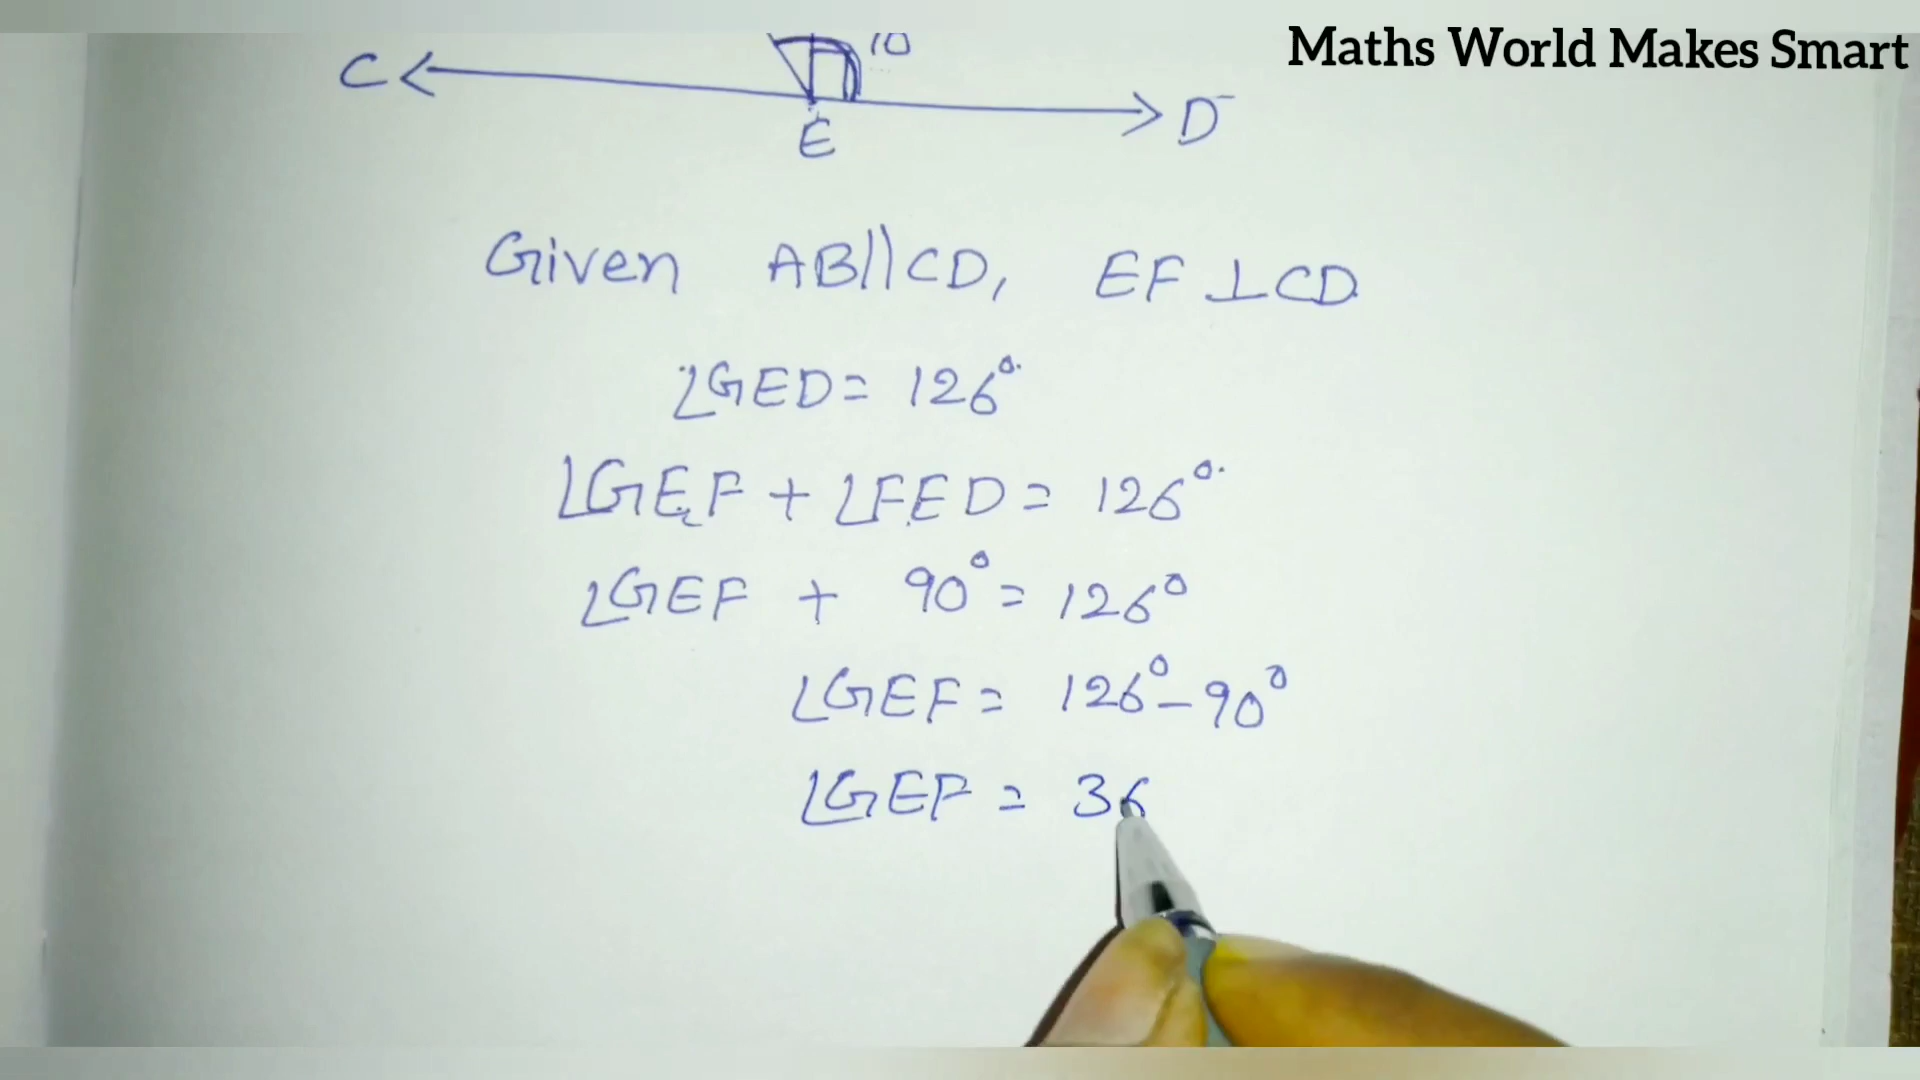 Maths World Makes Smart
C D
E
Given AB||CD, EF⊥CD
∠GED = 126°
∠GEF + ∠FED = 126°
∠GEF + 90° = 126°
∠GEF = 126° - 90°
∠GEF = 36